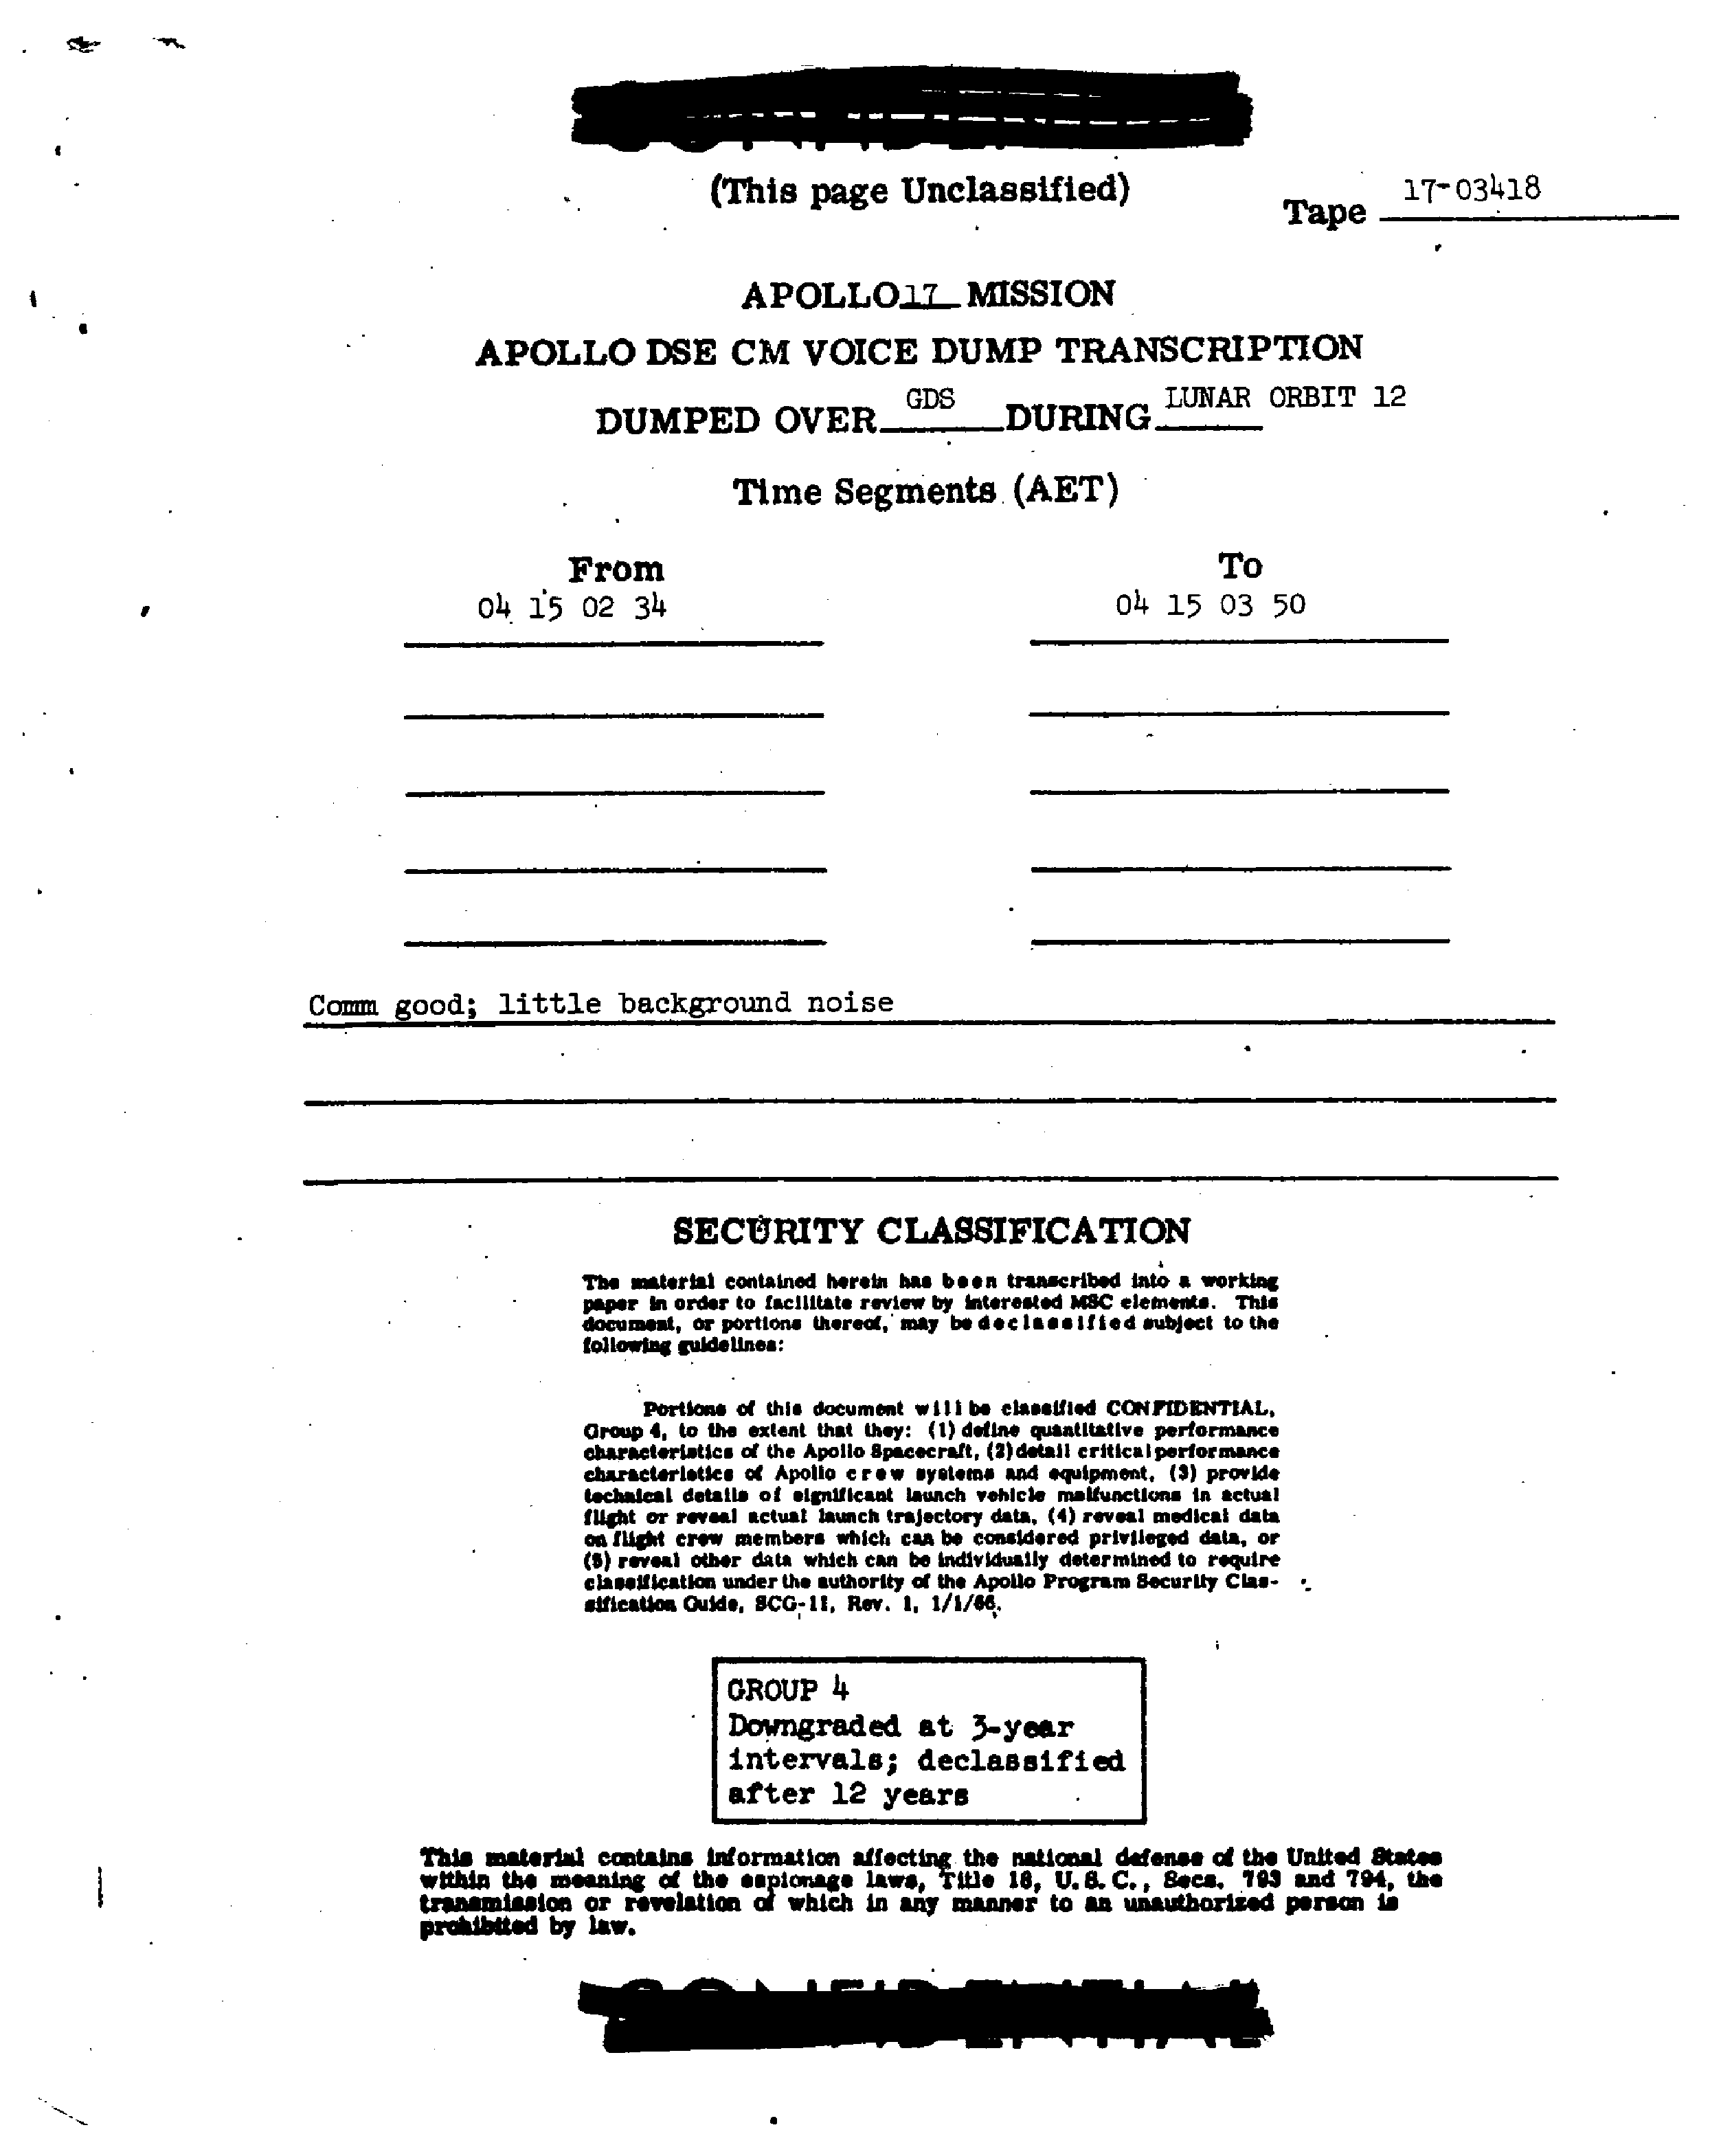 (This page Unclassified)
Tape 17-03418
APOLLO 17 MISSION
APOLLO DSE CM VOICE DUMP TRANSCRIPTION
DUMPED OVER GDS DURING LUNAR ORBIT 12
Time Segments (AET)
From To
04 15 02 34 04 15 03 50
Comm good; little background noise
SECURITY CLASSIFICATION
The material contained herein has been transcribed into a working
paper in order to facilitate review by interested MSC elements. This
document, or portions thereof, may be declassified subject to the
following guidelines:
Portions of this document will be classified CONFIDENTIAL,
Group 4, to the extent that they: (1) define quantitative performance
characteristics of the Apollo Spacecraft, (2) detail critical performance
characteristics of Apollo crew systems and equipment, (3) provide
technical details of significant launch vehicle malfunctions in actual
flight or reveal actual launch trajectory data, (4) reveal medical data
on flight crew members which can be considered privileged data, or
(5) reveal other data which can be individually determined to require
classification under the authority of the Apollo Program Security Clas-
sification Guide, SCG-11, Rev. 1, 1/1/66.
GROUP 4
Downgraded at 3-year
intervals; declassified
after 12 years
This material contains information affecting the national defense of the United States
within the meaning of the espionage laws, Title 18, U.S.C., Secs. 793 and 794, the
transmission or revelation of which in any manner to an unauthorized person is
prohibited by law.